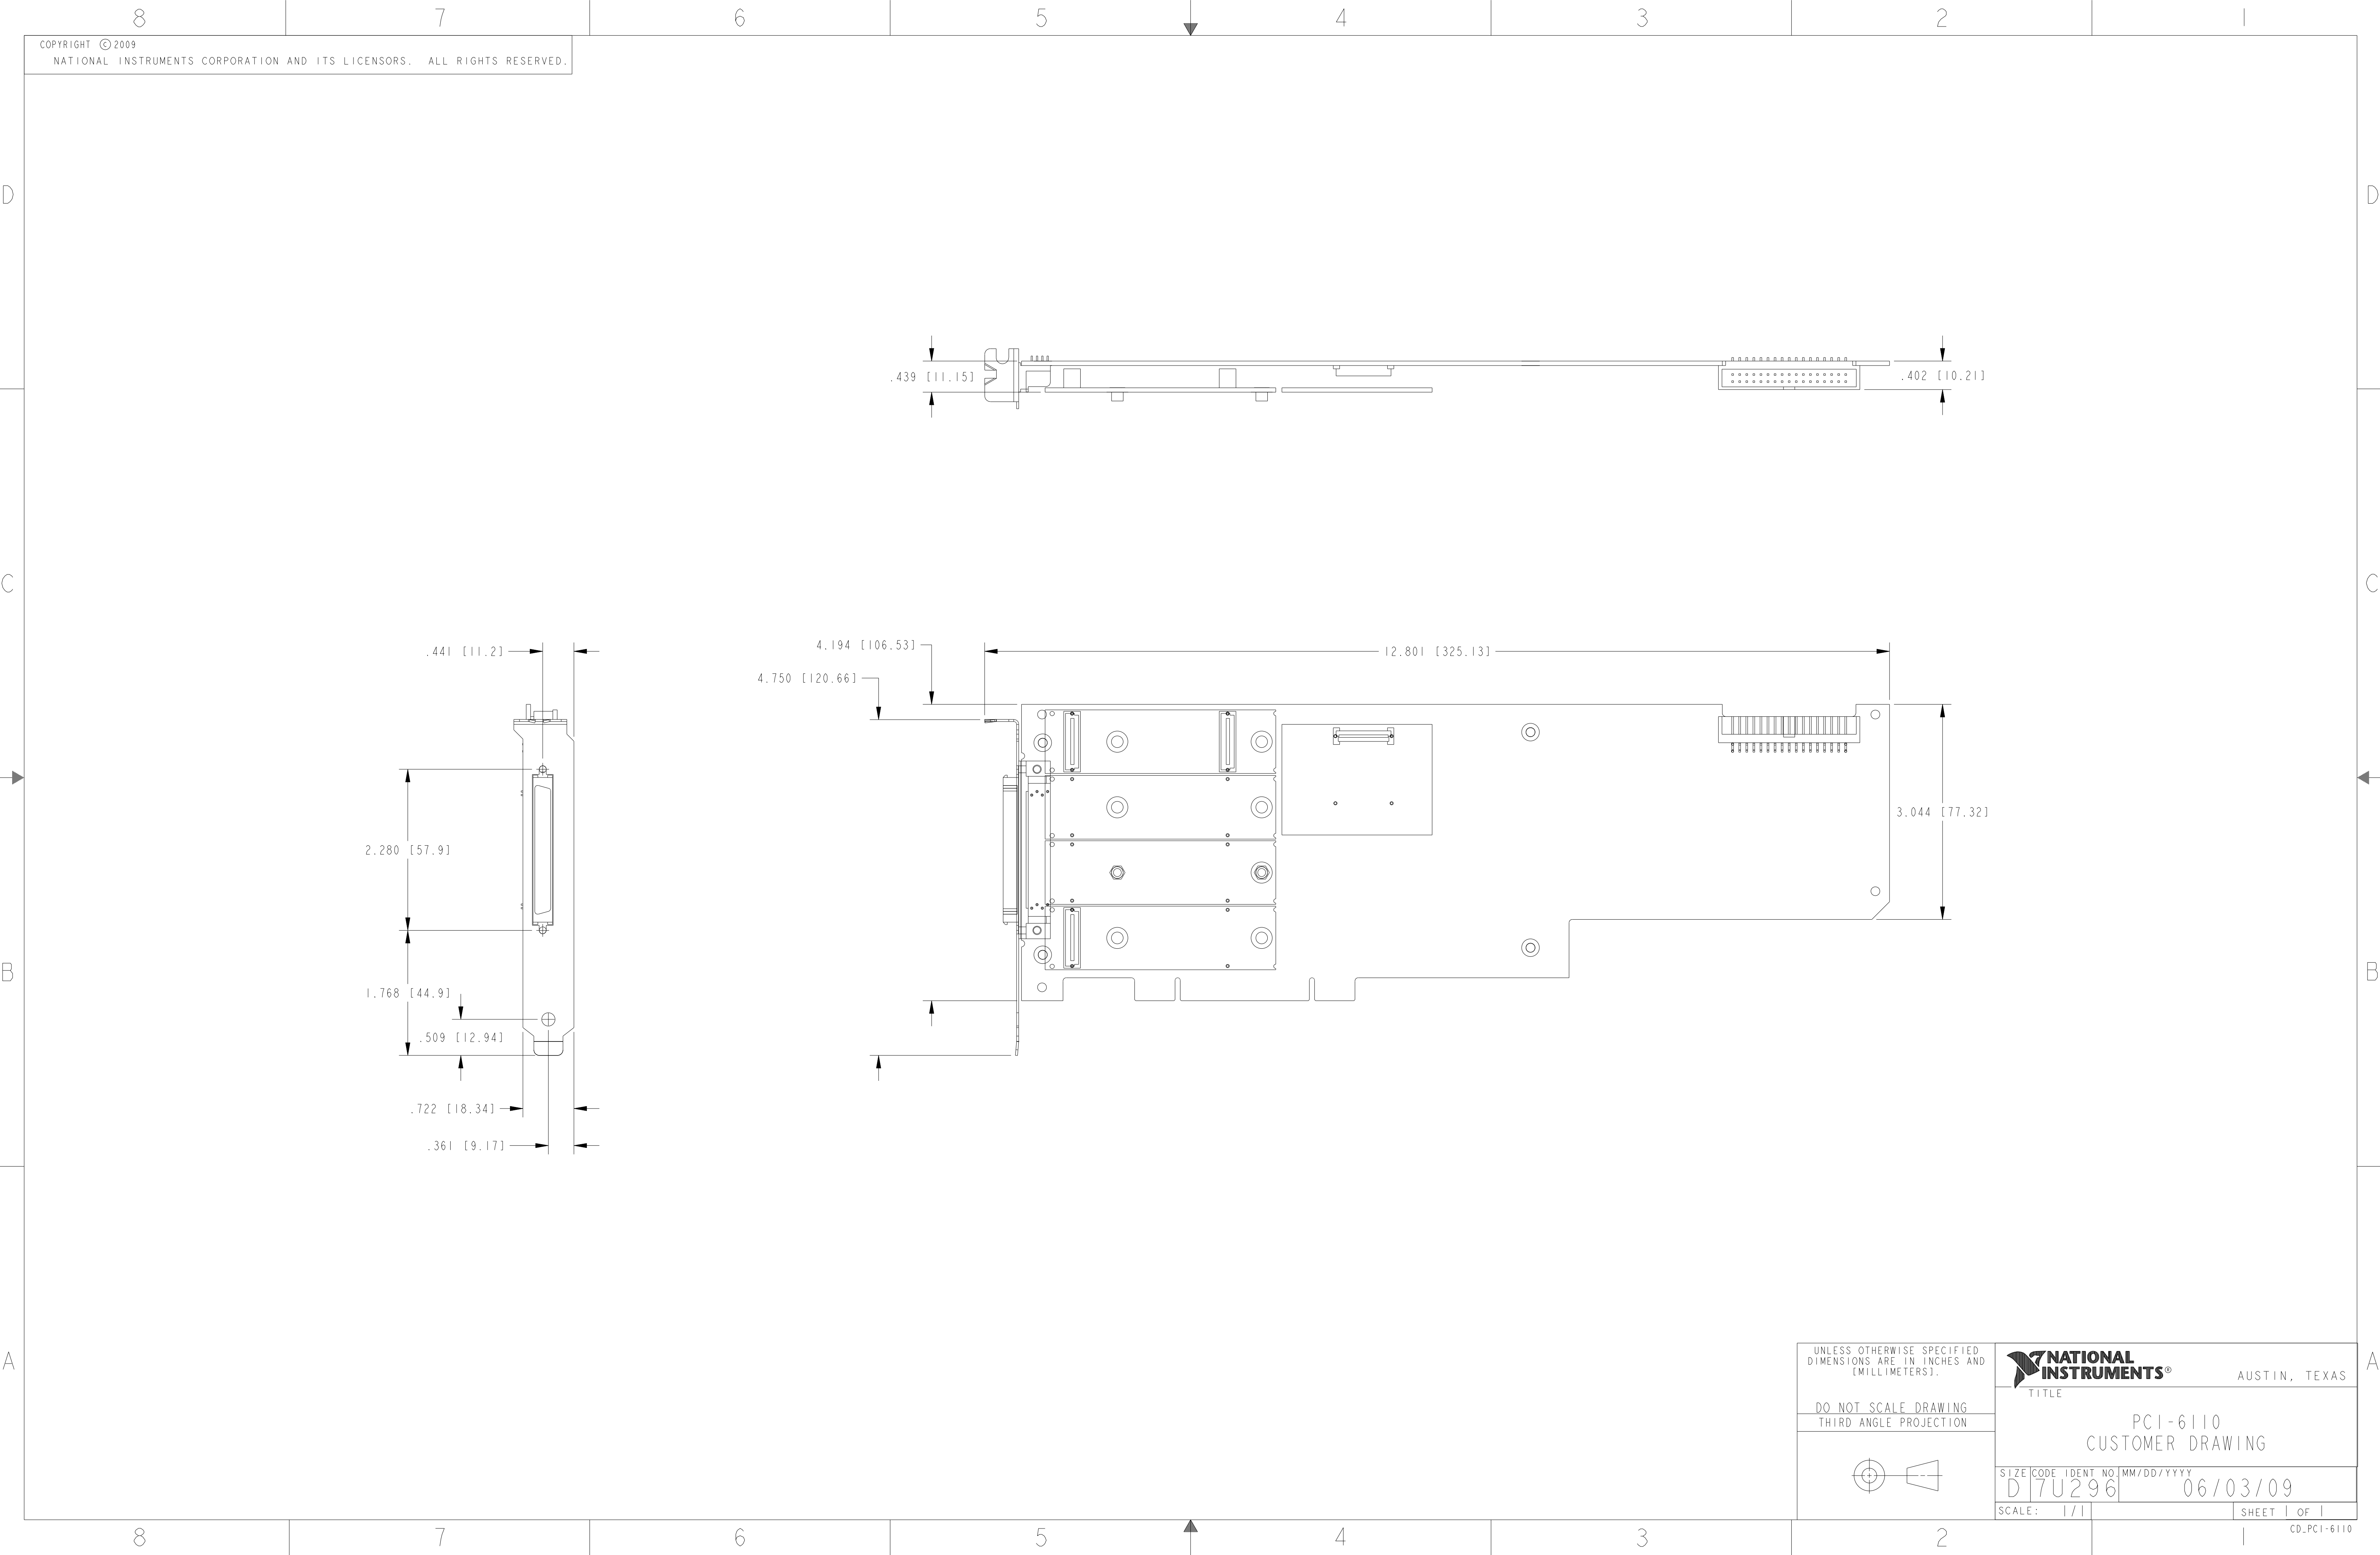 8 7 6 5 4 3 2 1
COPYRIGHT © 2009
NATIONAL INSTRUMENTS CORPORATION AND ITS LICENSORS. ALL RIGHTS RESERVED.
D D
.439 [11.15]
.402 [10.21]
C C
.441 [11.2]
4.194 [106.53]
12.801 [325.13]
4.750 [120.66]
3.044 [77.32]
2.280 [57.9]
B B
1.768 [44.9]
.509 [12.94]
.722 [18.34]
.361 [9.17]
A A
UNLESS OTHERWISE SPECIFIED
DIMENSIONS ARE IN INCHES AND
[MILLIMETERS].
DO NOT SCALE DRAWING
THIRD ANGLE PROJECTION
NATIONAL
INSTRUMENTS®
AUSTIN, TEXAS
TITLE
PCI-6110
CUSTOMER DRAWING
SIZE CODE IDENT NO. MM/DD/YYYY
D 7U296 06/03/09
SCALE: 1/1 SHEET 1 OF 1
CD_PCI-6110
8 7 6 5 4 3 2 1